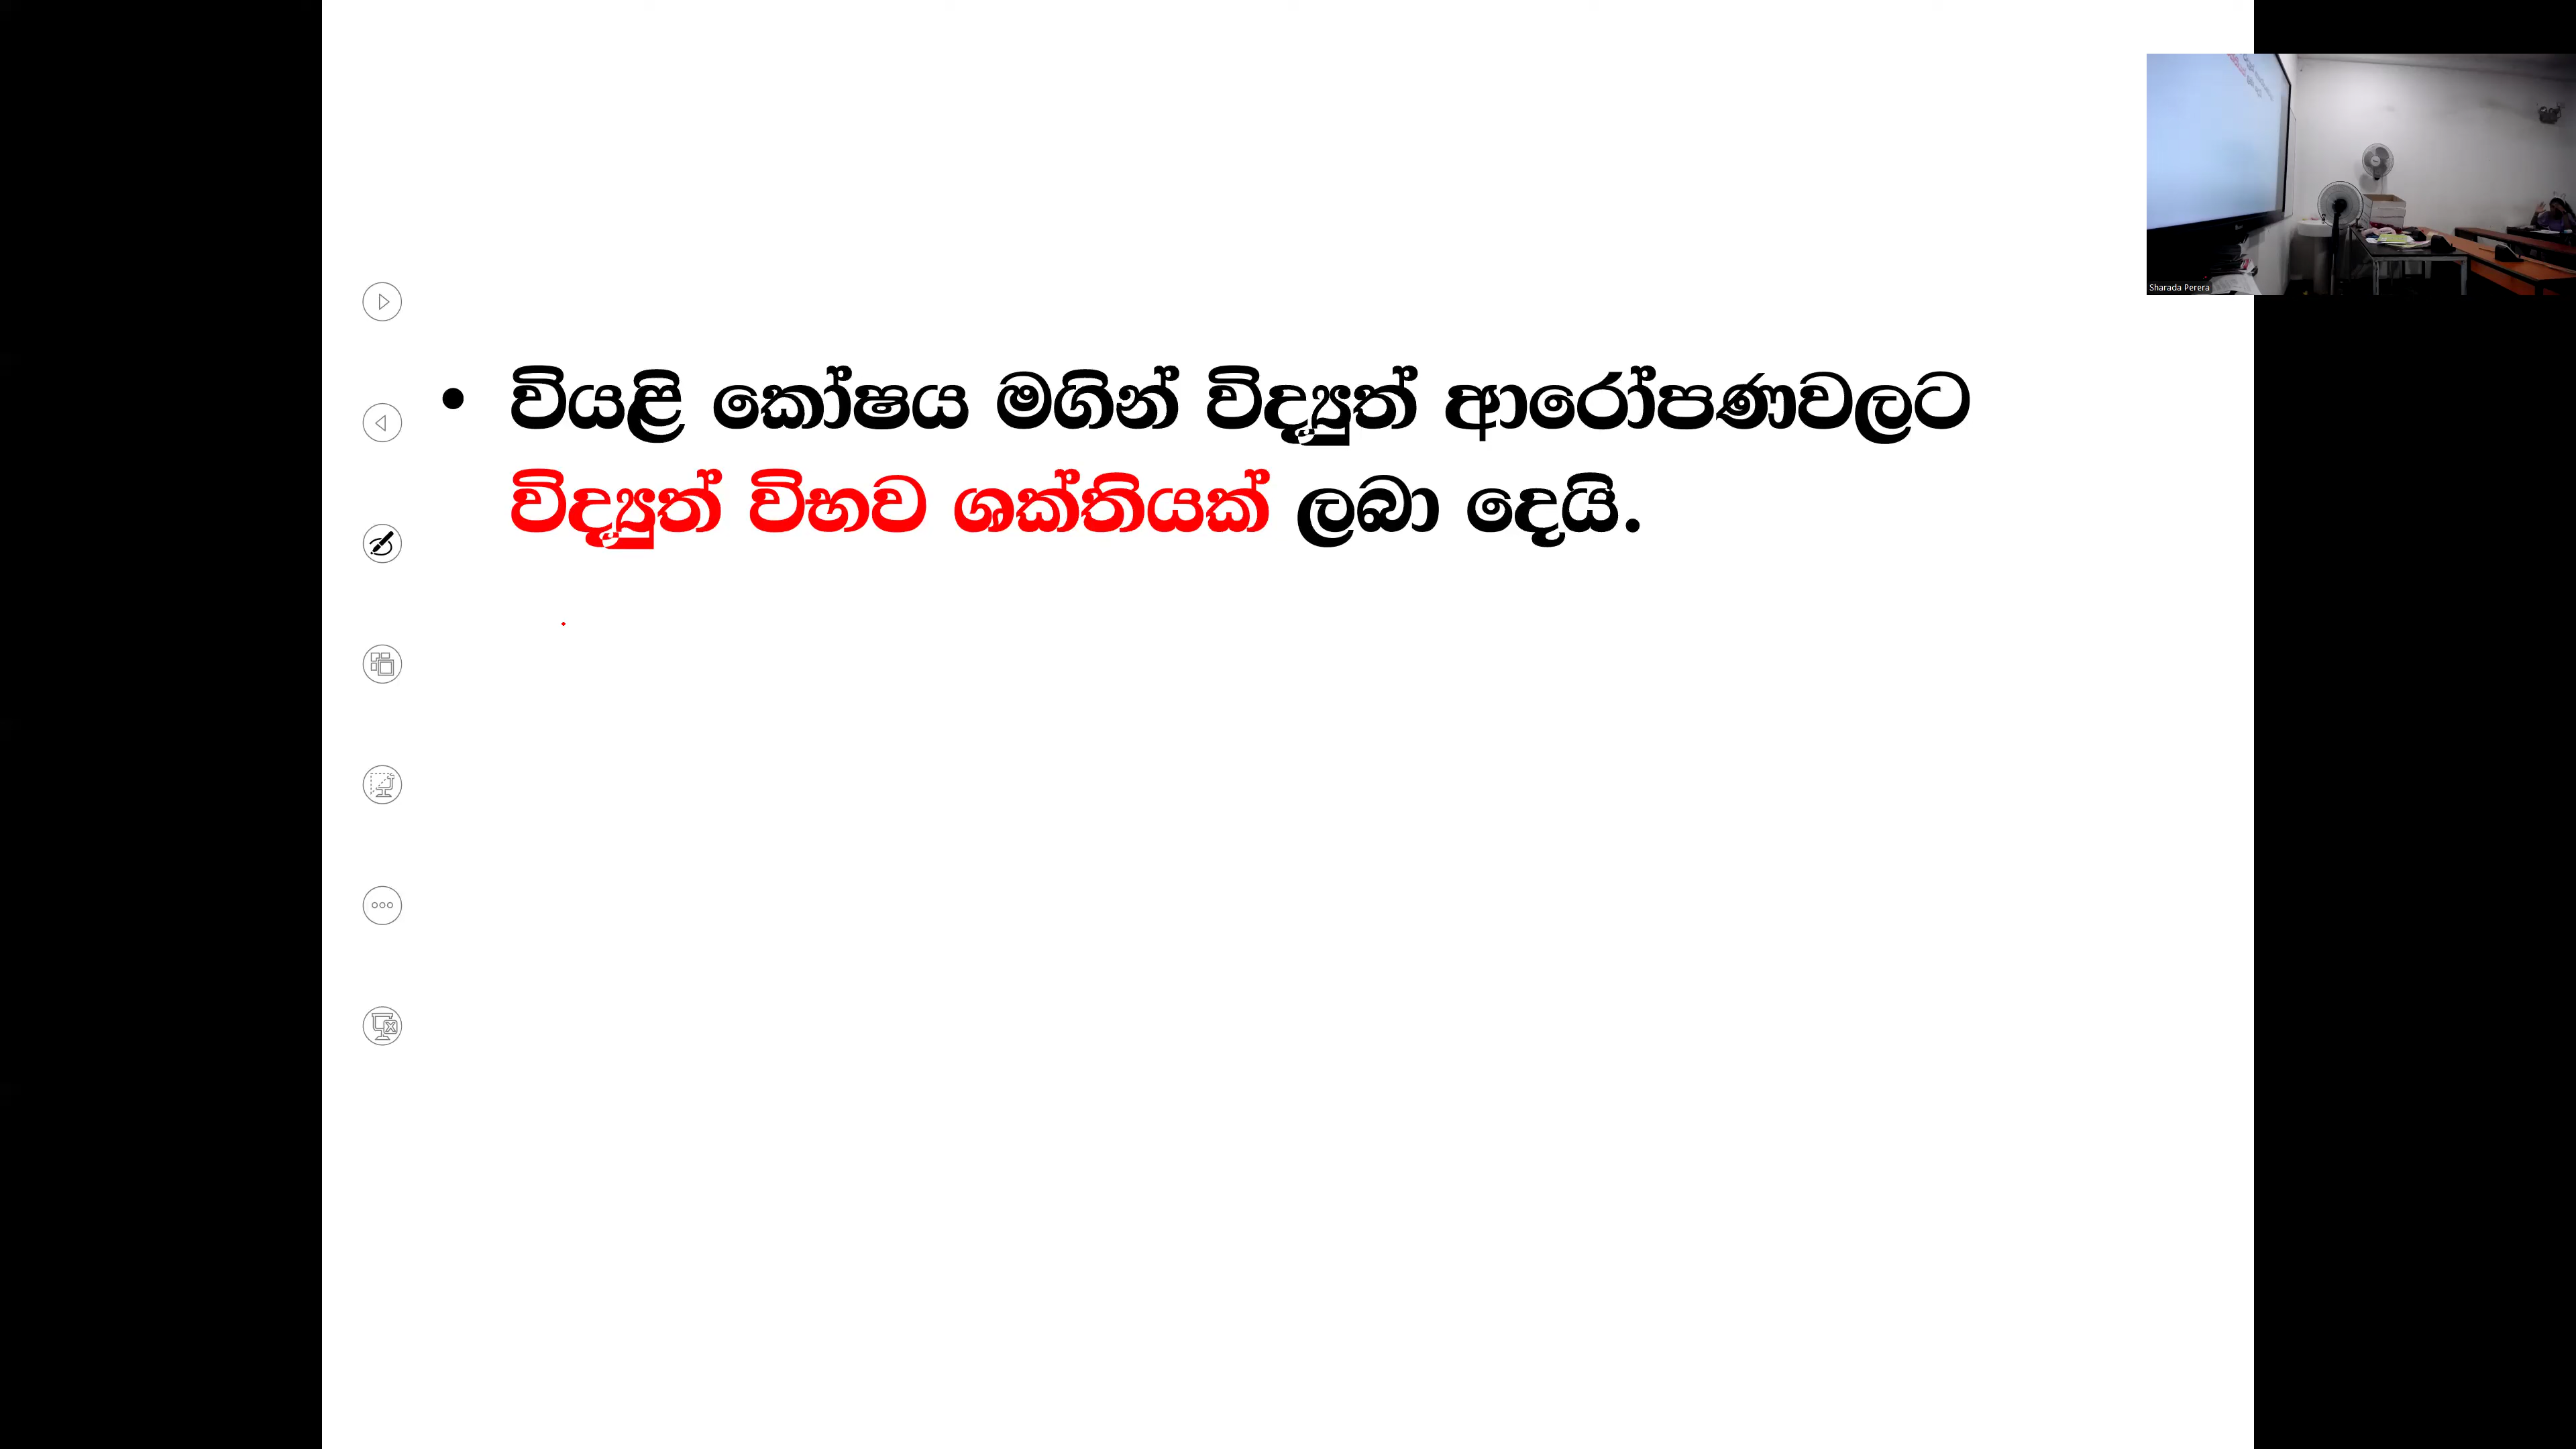 • වියළි කෝෂය මගින් විද්‍යුත් ආරෝපණවලට
විද්‍යුත් විභව ශක්තියක් ලබා දෙයි.
Sharada Perera